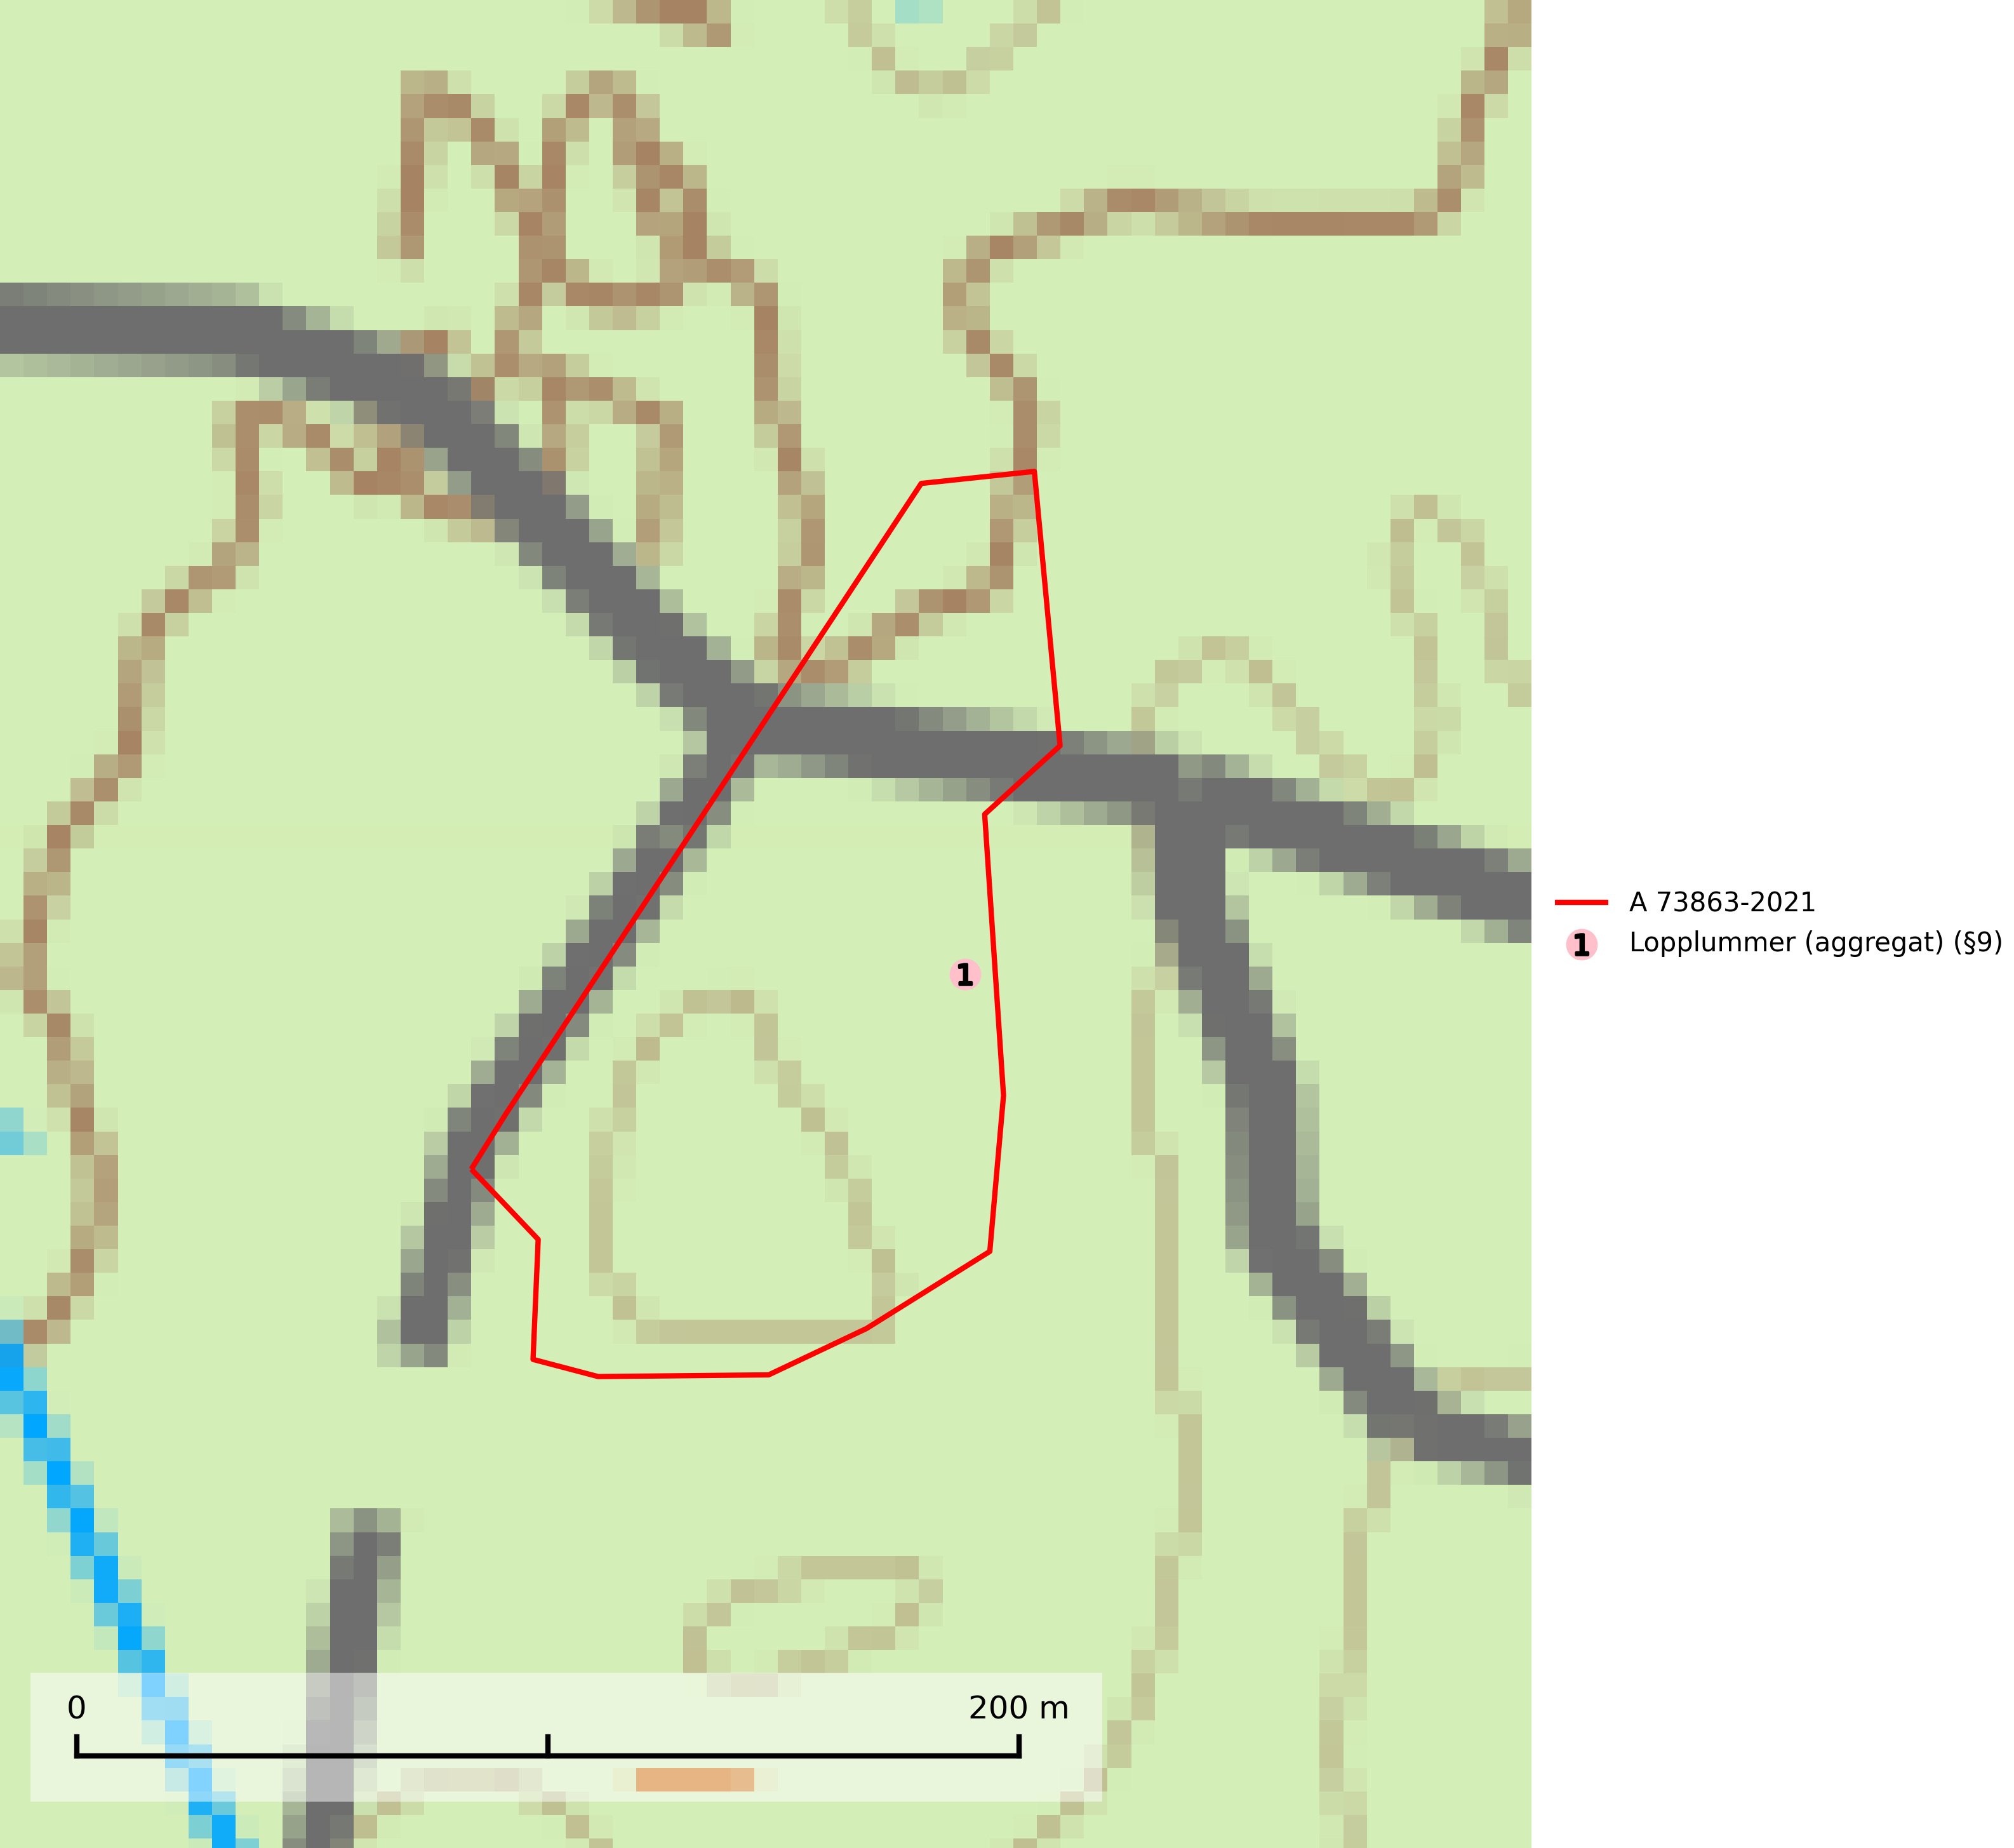 1
A 73863-2021
1 Lopplummer (aggregat) (§9)
0 200 m